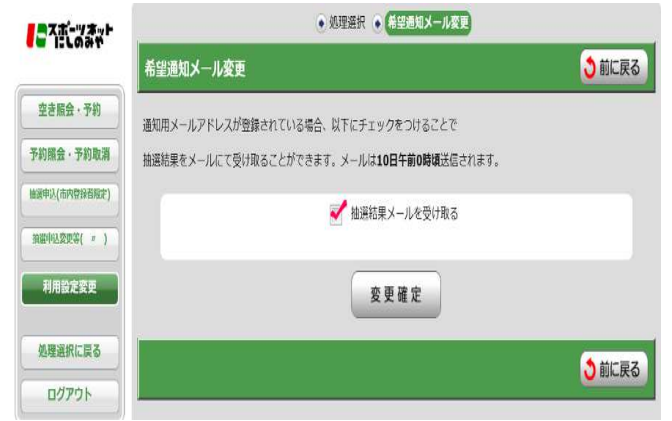 スポーツネット
にしのみや
処理選択
希望通知メール変更
希望通知メール変更
前に戻る
空き照会・予約
予約照会・予約取消
抽選申込(市内登録者限定)
抽選申込変更等( 〃 )
利用設定変更
処理選択に戻る
ログアウト
通知用メールアドレスが登録されている場合、以下にチェックをつけることで
抽選結果をメールにて受け取ることができます。メールは10日午前0時頃送信されます。
抽選結果メールを受け取る
変更確定
前に戻る